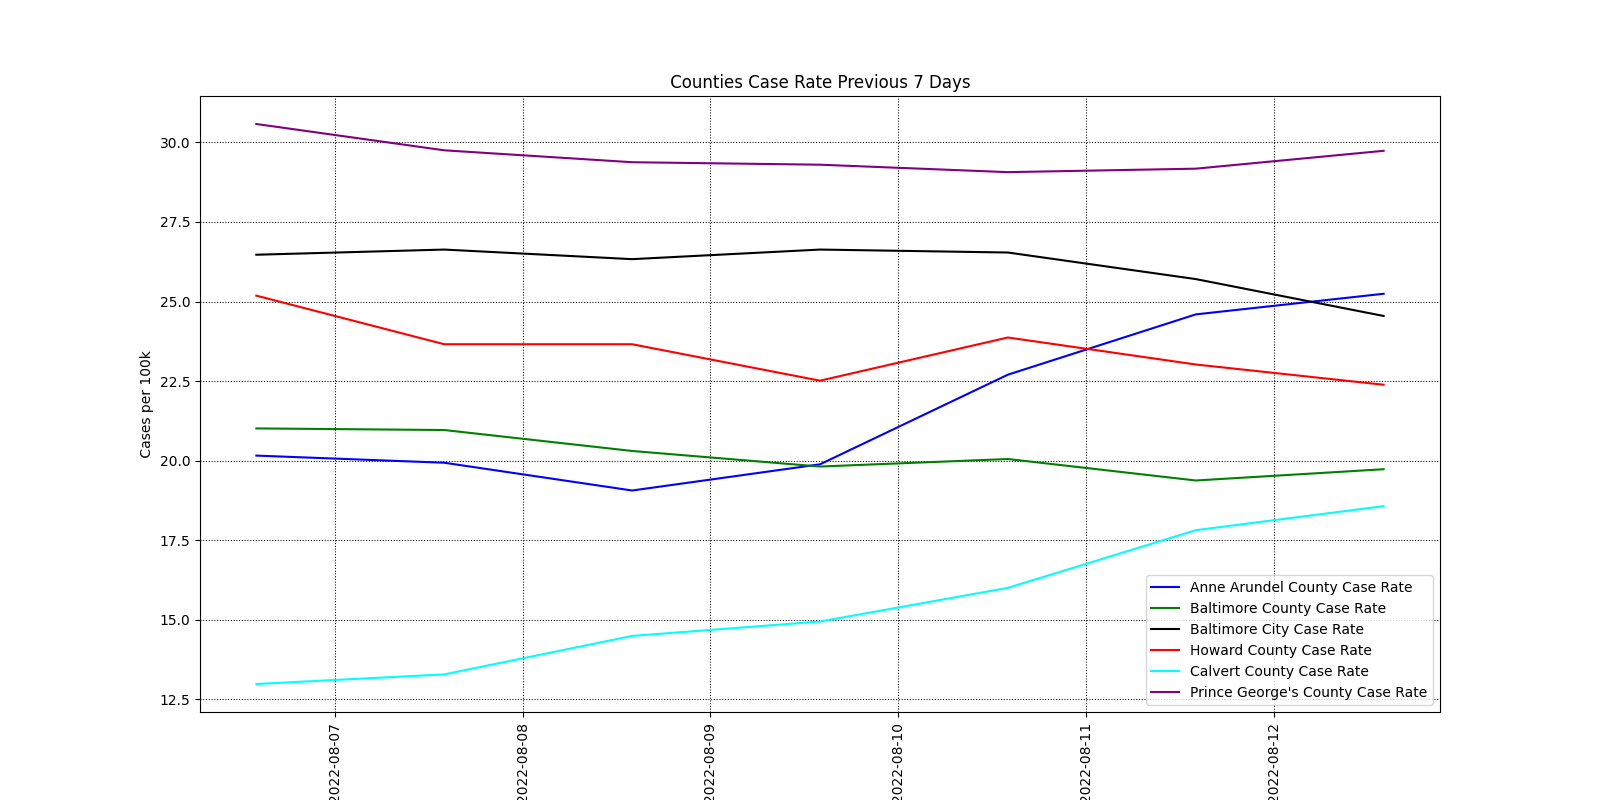 Counties Case Rate Previous 7 Days
30.0
27.5
25.0
22.5
20.0
17.5
15.0
12.5
Cases per 100k
Anne Arundel County Case Rate
Baltimore County Case Rate
Baltimore City Case Rate
Howard County Case Rate
Calvert County Case Rate
Prince George's County Case Rate
2022-08-07
2022-08-08
2022-08-09
2022-08-10
2022-08-11
2022-08-12